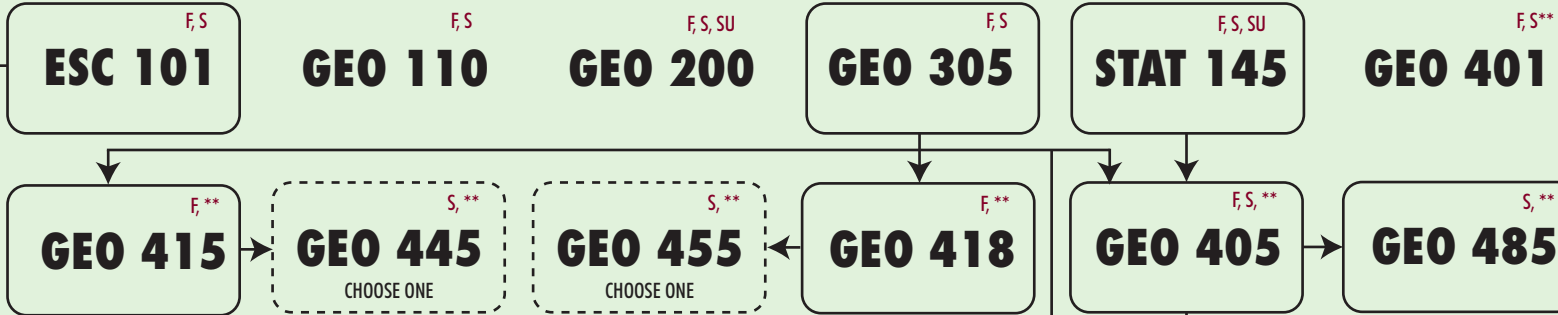 F, S
ESC 101
F, S
GEO 110
F, S, SU
GEO 200
F, S
GEO 305
F, S, SU
STAT 145
F, S**
GEO 401
F, **
GEO 415
S, **
GEO 445
CHOOSE ONE
S, **
GEO 455
CHOOSE ONE
F, **
GEO 418
F, S, **
GEO 405
S, **
GEO 485